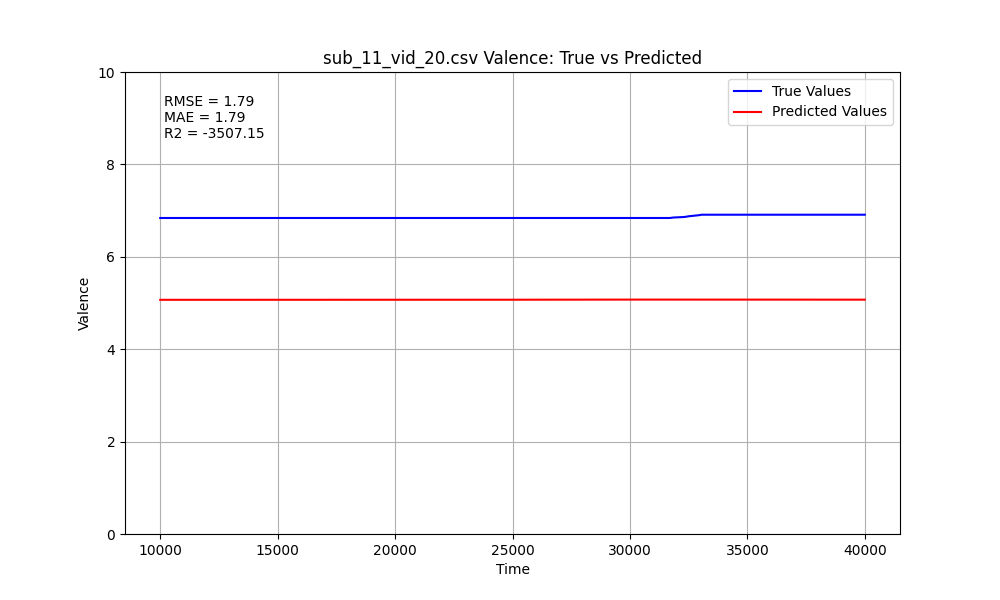 sub_11_vid_20.csv Valence: True vs Predicted
RMSE = 1.79
MAE = 1.79
R2 = -3507.15
True Values
Predicted Values
Valence
10
8
6
4
2
0
10000 15000 20000 25000 30000 35000 40000
Time